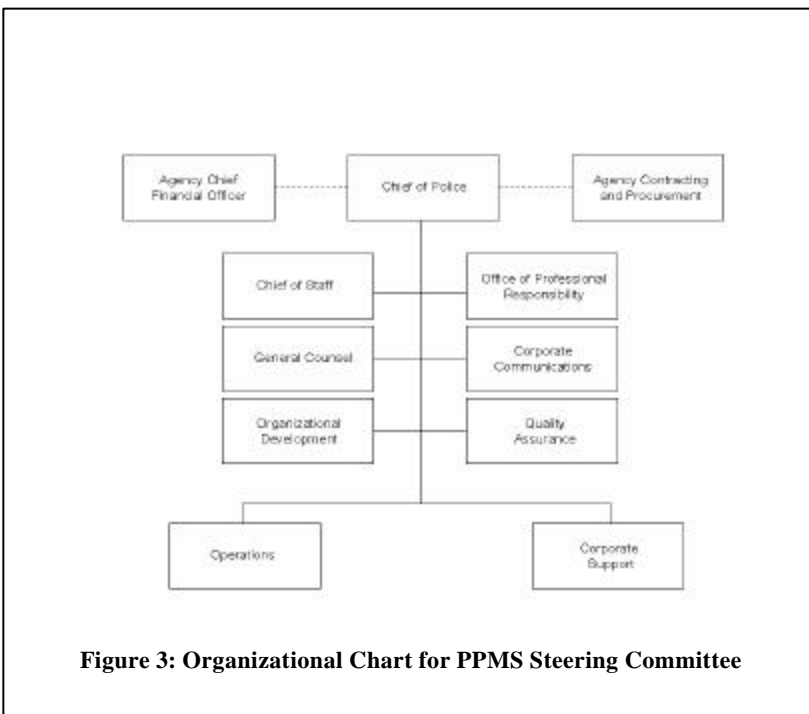 Agency Chief
Financial Officer
Chief of Police
Agency Contracting
and Procurement
Chief of Staff
Office of Professional
Responsibility
General Counsel
Corporate
Communications
Organizational
Development
Quality
Assurance
Operations
Corporate
Support
Figure 3: Organizational Chart for PPMS Steering Committee